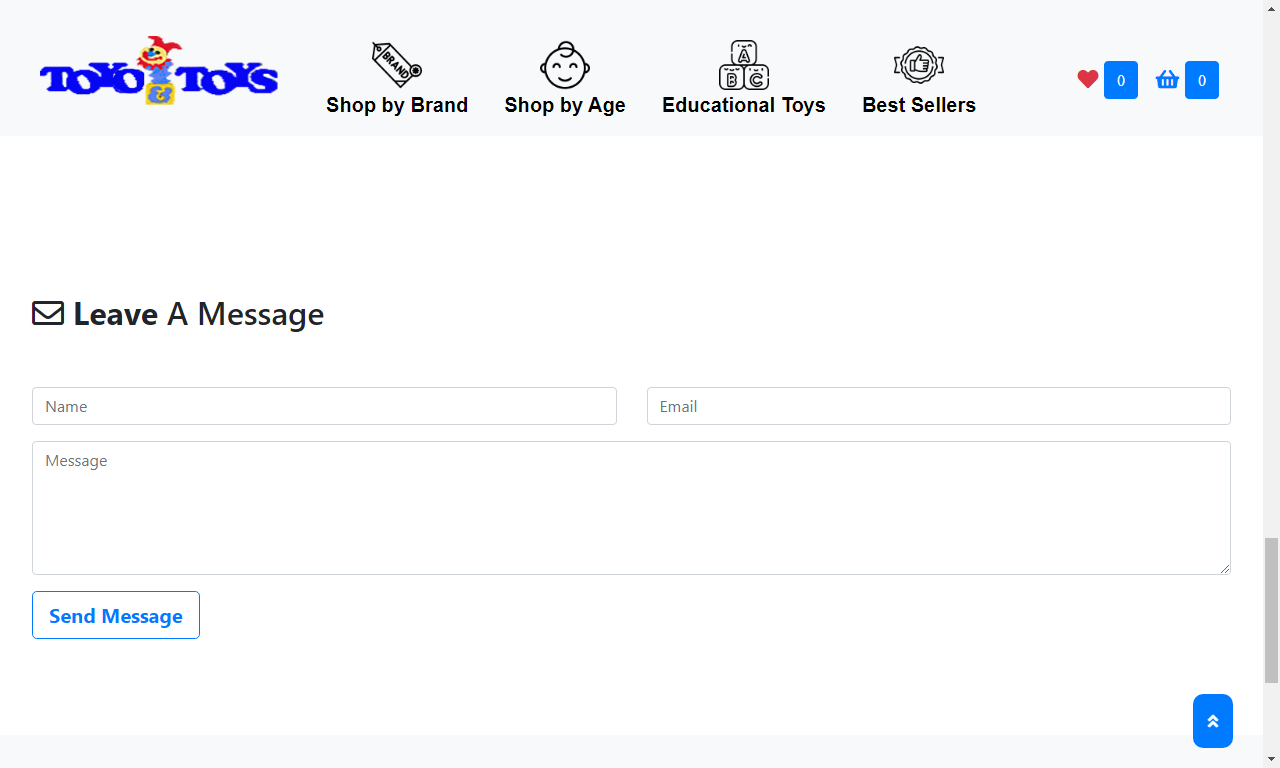 TOYO & TOYS
BRAND
Shop by Brand
Shop by Age
A
B C
Educational Toys
Best Sellers
0
0
Leave A Message
Name
Email
Message
Send Message